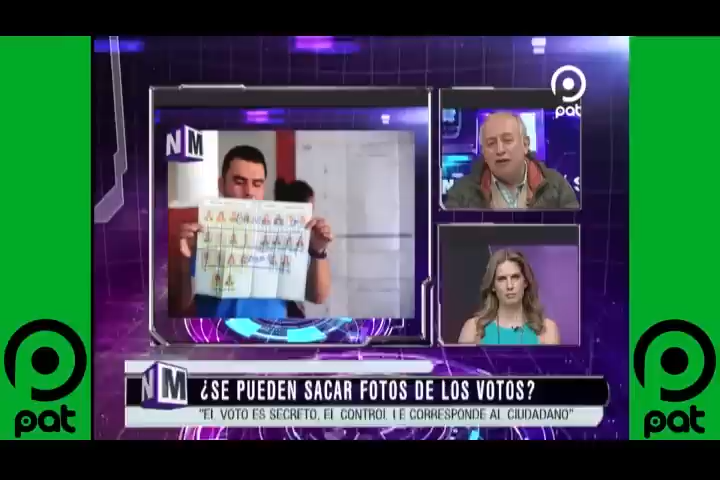 pat
NM
NM
¿SE PUEDEN SACAR FOTOS DE LOS VOTOS?
"EL VOTO ES SECRETO, EL CONTROL LE CORRESPONDE AL CIUDADANO"
pat
pat